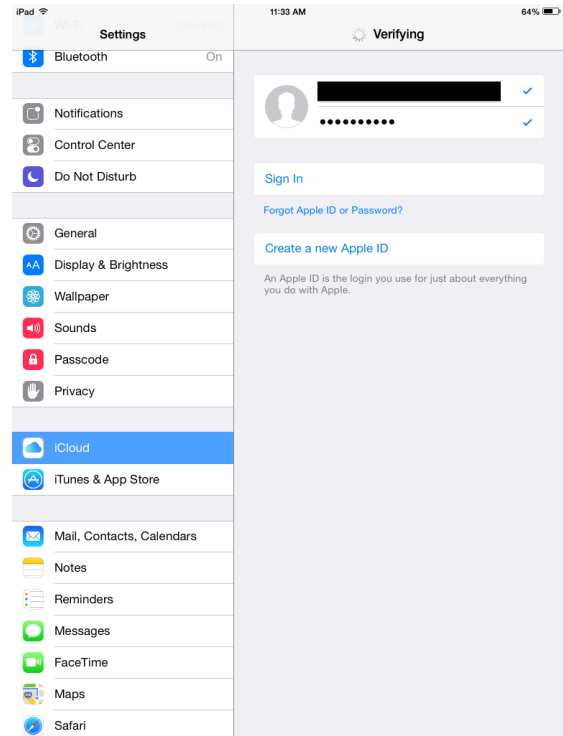 iPad
11:33 AM
64%
Settings
Verifying
Bluetooth
On
Notifications
Control Center
Do Not Disturb
Sign In
Forgot Apple ID or Password?
General
Create a new Apple ID
Display & Brightness
An Apple ID is the login you use for just about everything
you do with Apple.
Wallpaper
Sounds
Passcode
Privacy
iCloud
iTunes & App Store
Mail, Contacts, Calendars
Notes
Reminders
Messages
FaceTime
Maps
Safari